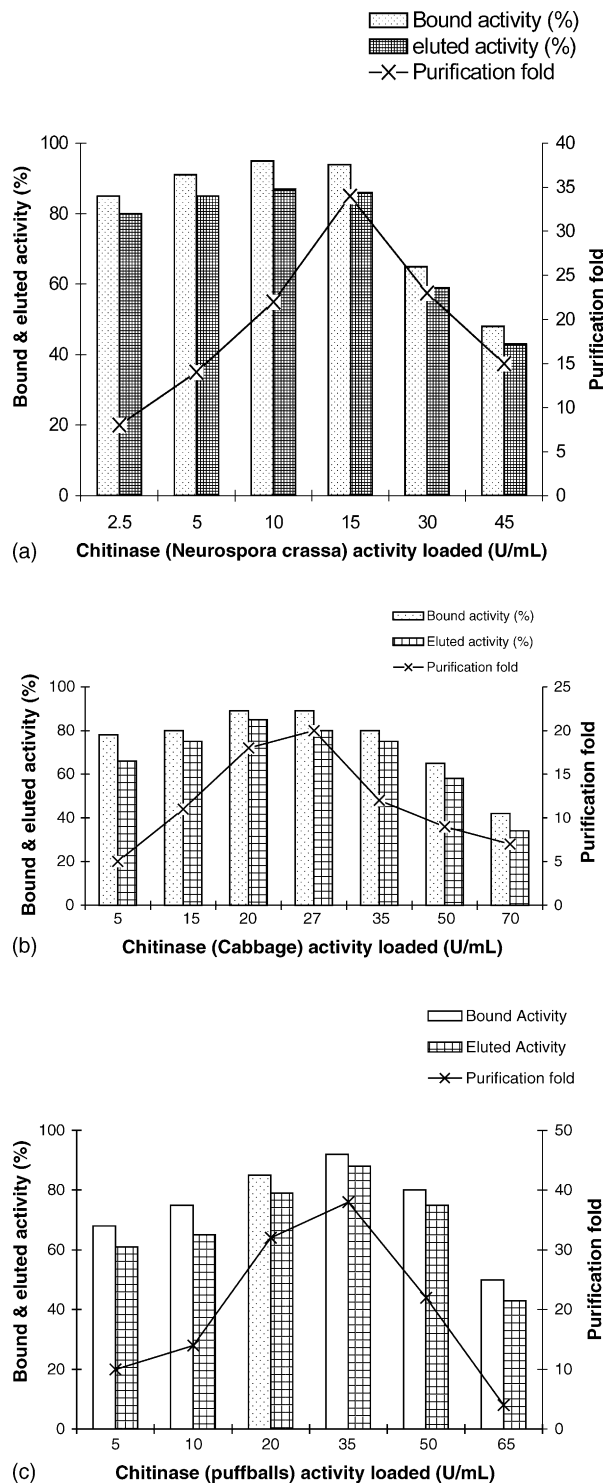 Bound activity (%)
eluted activity (%)
Purification fold
100
80
60
40
20
0
Bound & eluted activity (%)
40
35
30
25
20
15
10
5
0
Purification fold
2.5 5 10 15 30 45
(a) Chitinase (Neurospora crassa) activity loaded (U/mL)
Bound activity (%)
Eluted activity (%)
Purification fold
100
80
60
40
20
0
Bound & eluted activity (%)
25
20
15
10
5
0
Purification fold
5 15 20 27 35 50 70
(b) Chitinase (Cabbage) activity loaded (U/mL)
Bound Activity
Eluted Activity
Purification fold
100
80
60
40
20
0
Bound & eluted activity (%)
50
40
30
20
10
0
Purification fold
5 10 20 35 50 65
(c) Chitinase (puffballs) activity loaded (U/mL)